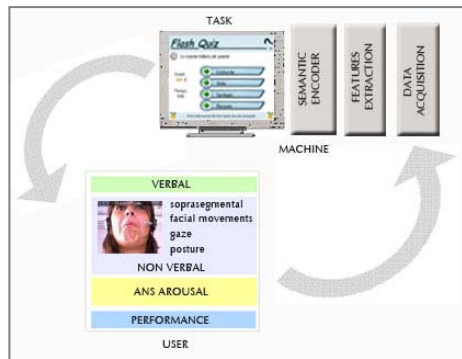 TASK
Flash Quiz
SEMANTIC
ENCODER
FEATURES
EXTRACTION
DATA
ACQUISITION
MACHINE
VERBAL
soprasegmental
facial movements
gaze
posture
NON VERBAL
ANS AROUSAL
PERFORMANCE
USER